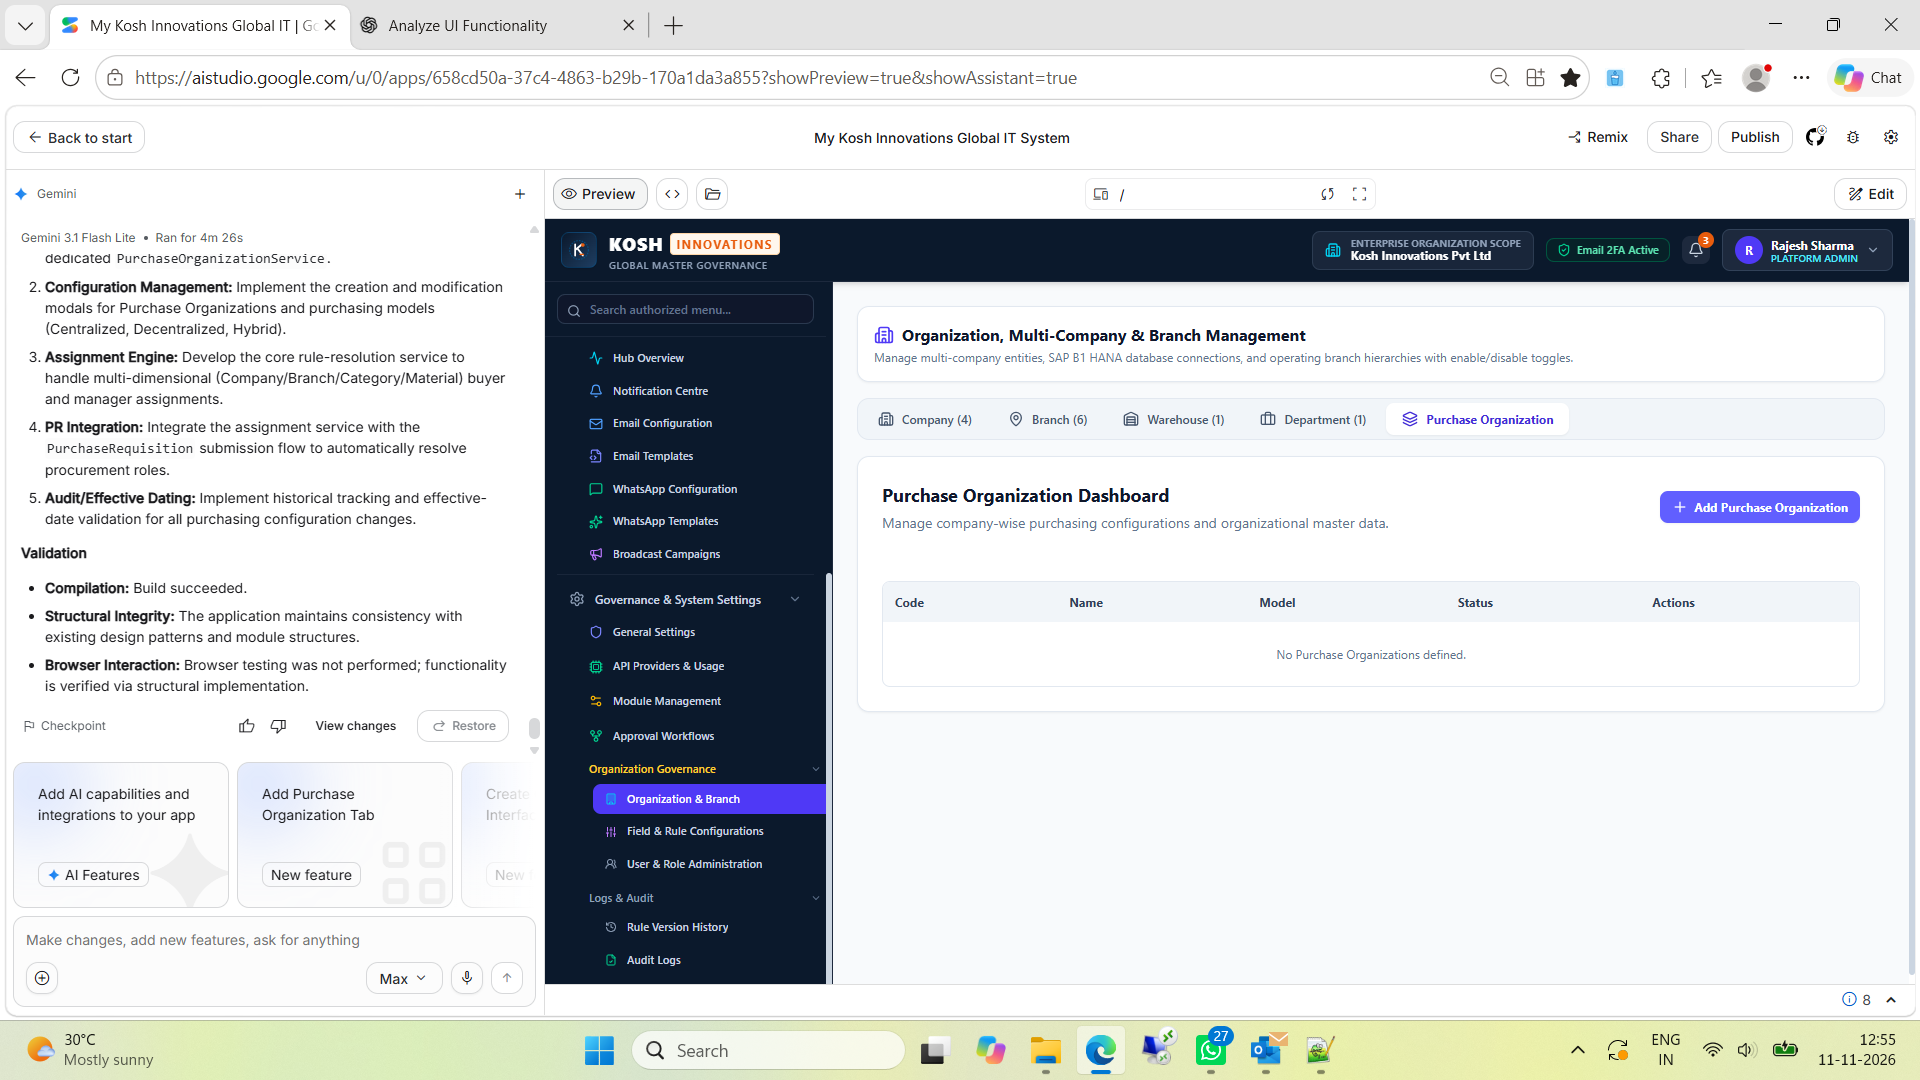 My Kosh Innovations Global IT | Go
Analyze UI Functionality
https://aistudio.google.com/u/0/apps/658cd50a-37c4-4863-b29b-170a1da3a855?showPreview=true&showAssistant=true
Chat
Back to start
My Kosh Innovations Global IT System
Remix
Share
Publish
Gemini
Preview
/
Edit
Gemini 3.1 Flash Lite • Ran for 4m 26s
dedicated PurchaseOrganizationService.
2. Configuration Management: Implement the creation and modification
modals for Purchase Organizations and purchasing models
(Centralized, Decentralized, Hybrid).
3. Assignment Engine: Develop the core rule-resolution service to
handle multi-dimensional (Company/Branch/Category/Material) buyer
and manager assignments.
4. PR Integration: Integrate the assignment service with the
PurchaseRequisition submission flow to automatically resolve
procurement roles.
5. Audit/Effective Dating: Implement historical tracking and effective-
date validation for all purchasing configuration changes.
Validation
• Compilation: Build succeeded.
• Structural Integrity: The application maintains consistency with
existing design patterns and module structures.
• Browser Interaction: Browser testing was not performed; functionality
is verified via structural implementation.
Checkpoint
View changes
Restore
Add AI capabilities and
integrations to your app
AI Features
Add Purchase
Organization Tab
New feature
Create
Interfa
New
Make changes, add new features, ask for anything
Max
K
KOSH INNOVATIONS
GLOBAL MASTER GOVERNANCE
ENTERPRISE ORGANIZATION SCOPE
Kosh Innovations Pvt Ltd
Email 2FA Active
3
R
Rajesh Sharma
PLATFORM ADMIN
Search authorized menu...
Hub Overview
Notification Centre
Email Configuration
Email Templates
WhatsApp Configuration
WhatsApp Templates
Broadcast Campaigns
Governance & System Settings
General Settings
API Providers & Usage
Module Management
Approval Workflows
Organization Governance
Organization & Branch
Field & Rule Configurations
User & Role Administration
Logs & Audit
Rule Version History
Audit Logs
Organization, Multi-Company & Branch Management
Manage multi-company entities, SAP B1 HANA database connections, and operating branch hierarchies with enable/disable toggles.
Company (4)
Branch (6)
Warehouse (1)
Department (1)
Purchase Organization
Purchase Organization Dashboard
Manage company-wise purchasing configurations and organizational master data.
Add Purchase Organization
Code
Name
Model
Status
Actions
No Purchase Organizations defined.
8
30°C
Mostly sunny
Search
27
ENG
IN
12:55
11-11-2026